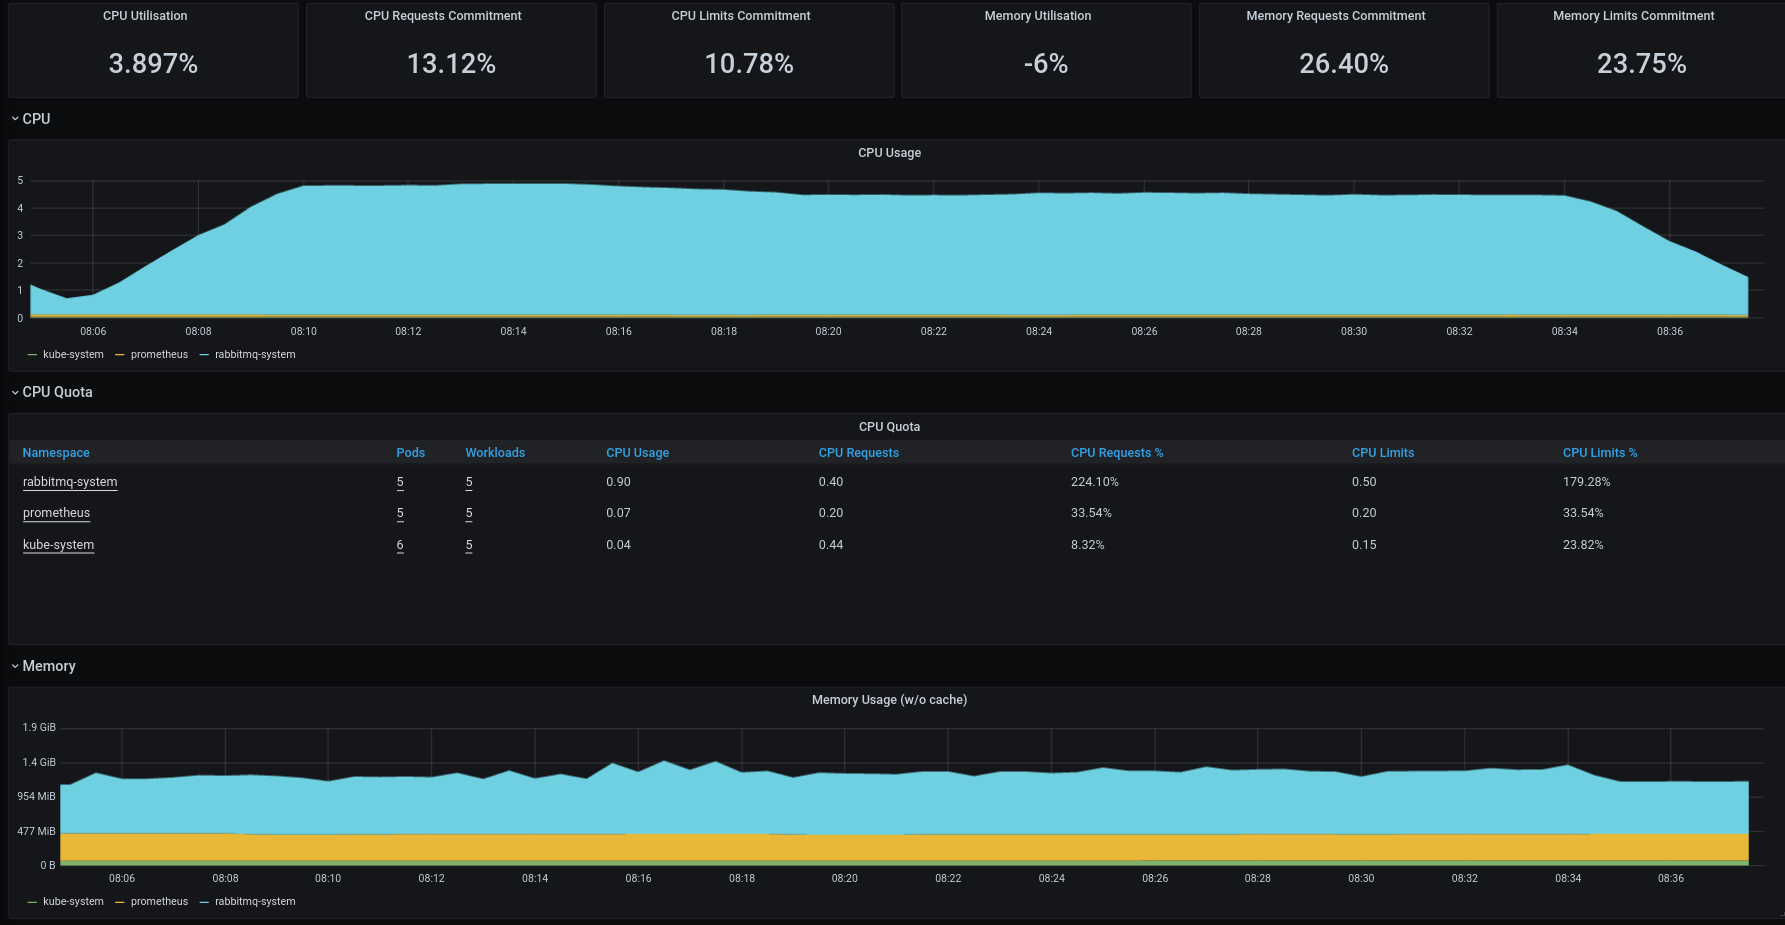 CPU Utilisation CPU Requests Commitment CPU Limits Commitment Memory Utilisation Memory Requests Commitment Memory Limits Commitment
3.897% 13.12% 10.78% -6% 26.40% 23.75%
CPU
CPU Usage
5
4
3
2
1
0
08:06 08:08 08:10 08:12 08:14 08:16 08:18 08:20 08:22 08:24 08:26 08:28 08:30 08:32 08:34 08:36
kube-system prometheus rabbitmq-system
CPU Quota
CPU Quota
Namespace Pods Workloads CPU Usage CPU Requests CPU Requests % CPU Limits CPU Limits %
rabbitmq-system 5 5 0.90 0.40 224.10% 0.50 179.28%
prometheus 5 5 0.07 0.20 33.54% 0.20 33.54%
kube-system 6 5 0.04 0.44 8.32% 0.15 23.82%
Memory
Memory Usage (w/o cache)
1.9 GiB
1.4 GiB
954 MiB
477 MiB
0 B
08:06 08:08 08:10 08:12 08:14 08:16 08:18 08:20 08:22 08:24 08:26 08:28 08:30 08:32 08:34 08:36
kube-system prometheus rabbitmq-system